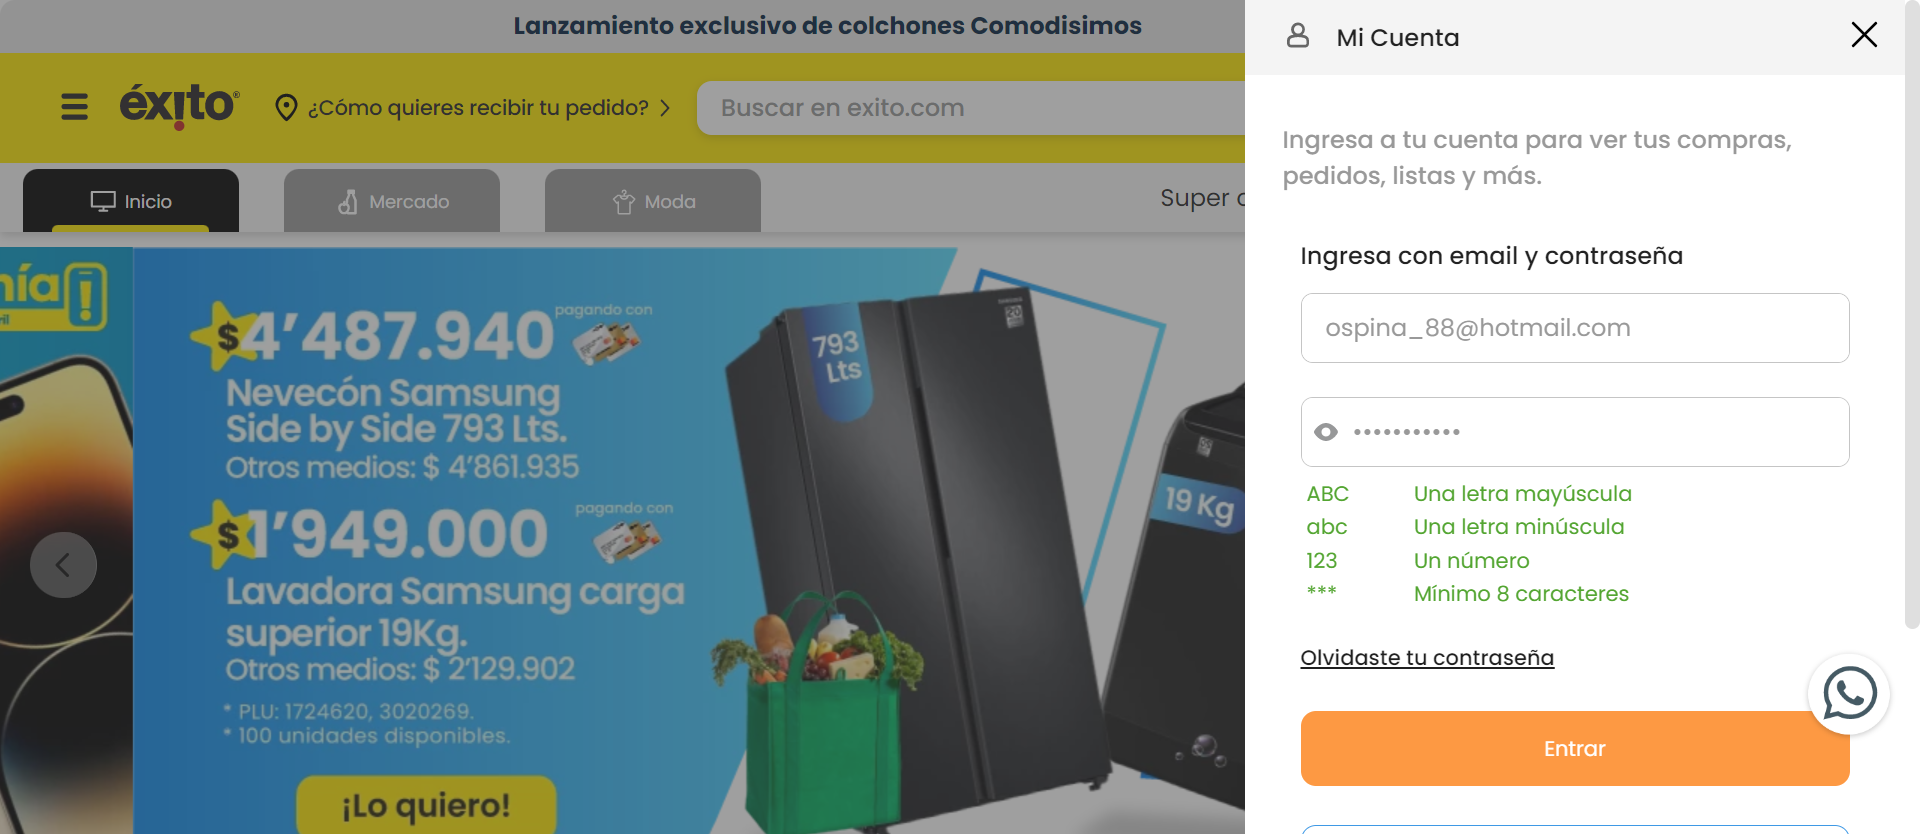 Lanzamiento exclusivo de colchones Comodisimos
éxito®
¿Cómo quieres recibir tu pedido?
Buscar en exito.com
Inicio
Mercado
Moda
Super
nía
ril
$4'487.940
pagando con
Nevecón Samsung
Side by Side 793 Lts.
Otros medios: $ 4'861.935
$1'949.000
pagando con
Lavadora Samsung carga
superior 19Kg.
Otros medios: $ 2'129.902
* PLU: 1724620, 3020269.
* 100 unidades disponibles.
¡Lo quiero!
793
Lts
20
19 Kg
Mi Cuenta
Ingresa a tu cuenta para ver tus compras,
pedidos, listas y más.
Ingresa con email y contraseña
ospina_88@hotmail.com
•••••••••••
ABC Una letra mayúscula
abc Una letra minúscula
123 Un número
*** Mínimo 8 caracteres
Olvidaste tu contraseña
Entrar